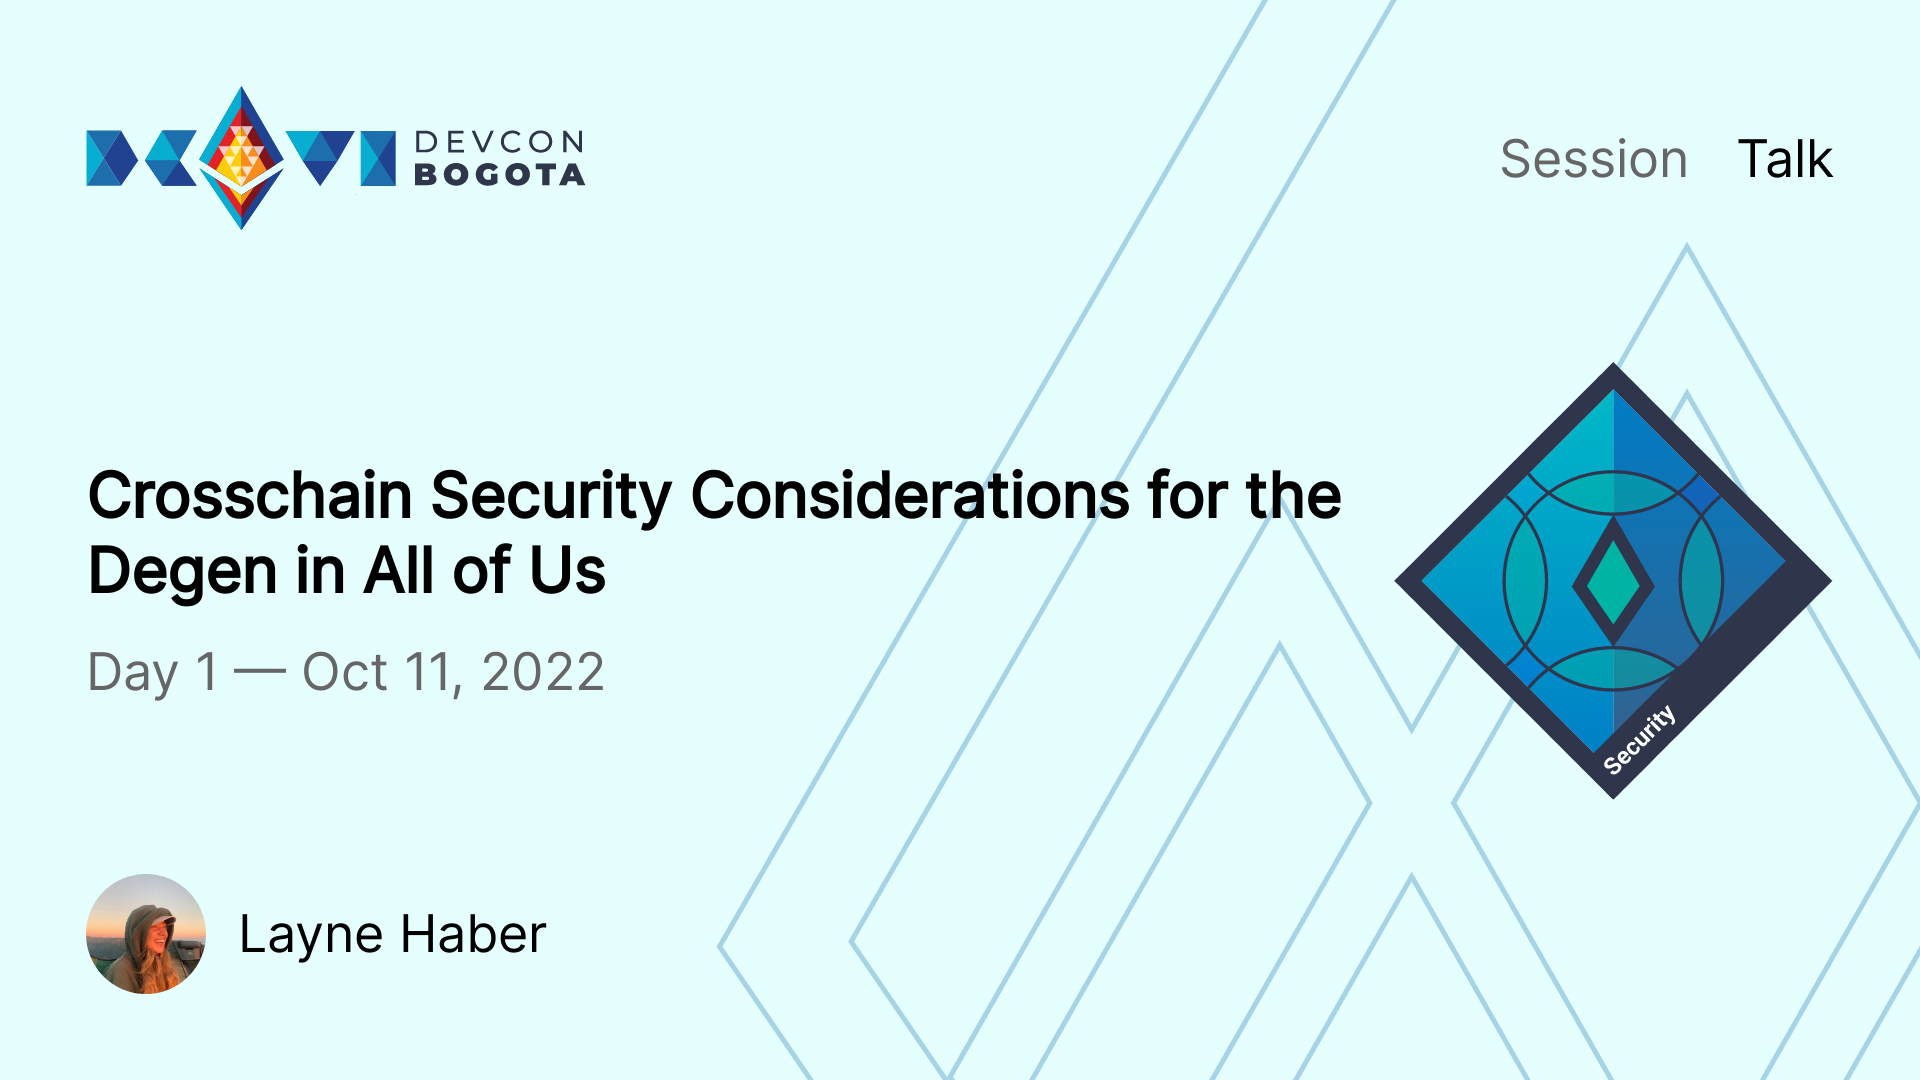 DEVCON
BOGOTA
Session Talk
Crosschain Security Considerations for the
Degen in All of Us
Day 1 — Oct 11, 2022
Security
Layne Haber